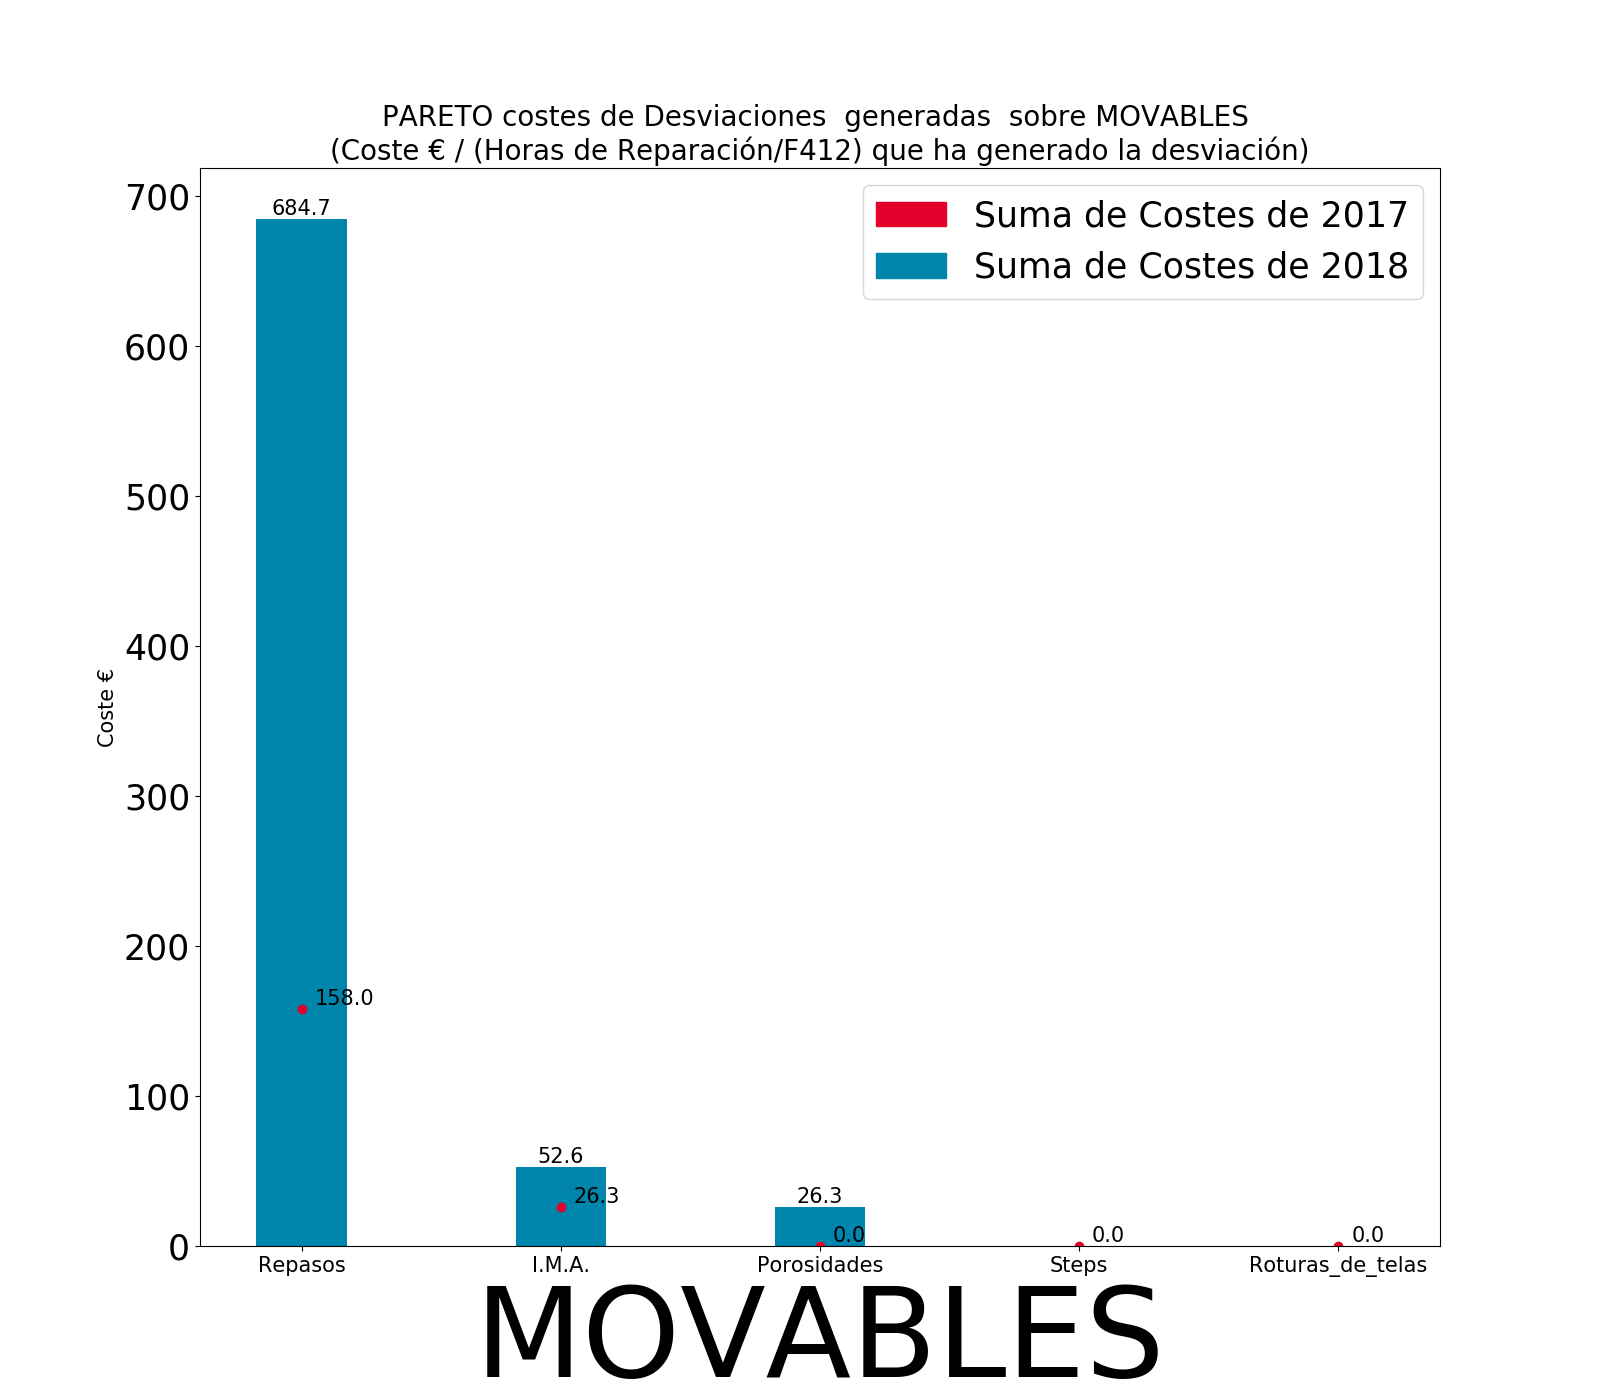 PARETO costes de Desviaciones  generadas  sobre MOVABLES
(Coste € / (Horas de Reparación/F412) que ha generado la desviación)
Suma de Costes de 2017
Suma de Costes de 2018
700
600
500
400
300
200
100
0
Coste €
684.7
158.0
52.6
26.3
26.3
0.0
0.0
0.0
Repasos
I.M.A.
Porosidades
Steps
Roturas_de_telas
MOVABLES